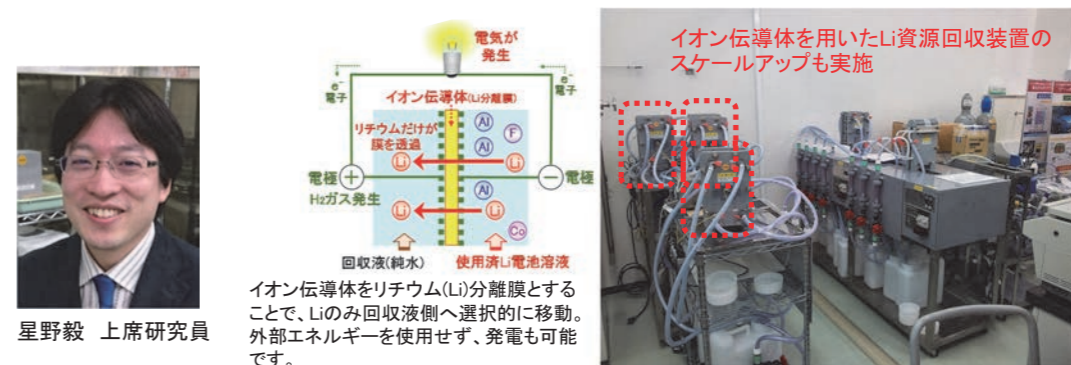 星野毅 上席研究員
電気が
発生
e⁻
電子
e⁻
電子
イオン伝導体(Li分離膜)
リチウムだけが
膜を透過
Al
F
Al
Li
Li
電極
+
−
電極
H₂ガス発生
Al
Li
Li
Co
回収液(純水)
使用済Li電池溶液
イオン伝導体をリチウム(Li)分離膜とする
ことで、Liのみ回収液側へ選択的に移動。
外部エネルギーを使用せず、発電も可能
です。
イオン伝導体を用いたLi資源回収装置の
スケールアップも実施